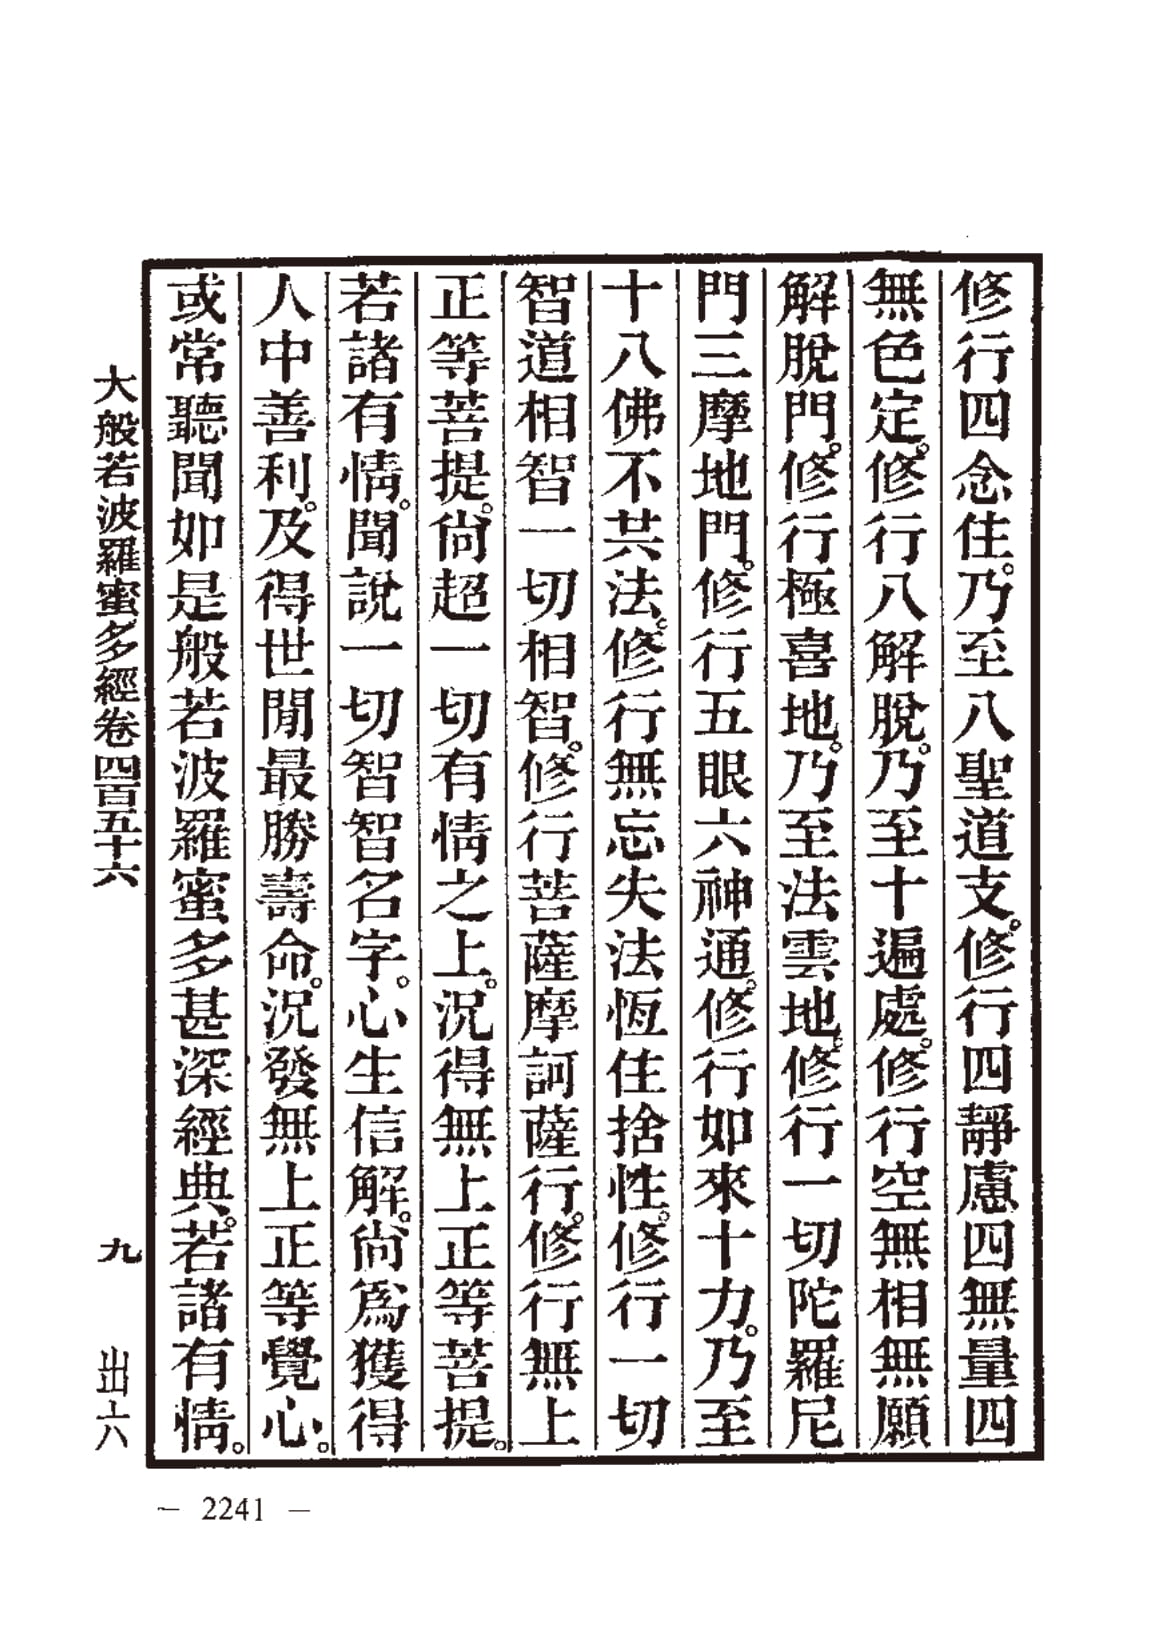 修行四念住。乃至八聖道支。修行四靜慮四無量四
無色定。修行八解脫。乃至十遍處。修行空無相無願
解脫門。修行極喜地。乃至法雲地。修行一切陀羅尼
門三摩地門。修行五眼六神通。修行如來十力。乃至
十八佛不共法。修行無忘失法恆住捨性。修行一切
智道相智一切相智。修行菩薩摩訶薩行。修行無上
正等菩提。尙超一切有情之上。況得無上正等菩提。
若諸有情。聞說一切智智名字。心生信解。尙爲獲得
人中善利。及得世閒最勝壽命。況發無上正等覺心。
或常聽聞如是般若波羅蜜多甚深經典。若諸有情。
大般若波羅蜜多經卷四百五十六 九 出六
— 2241 —